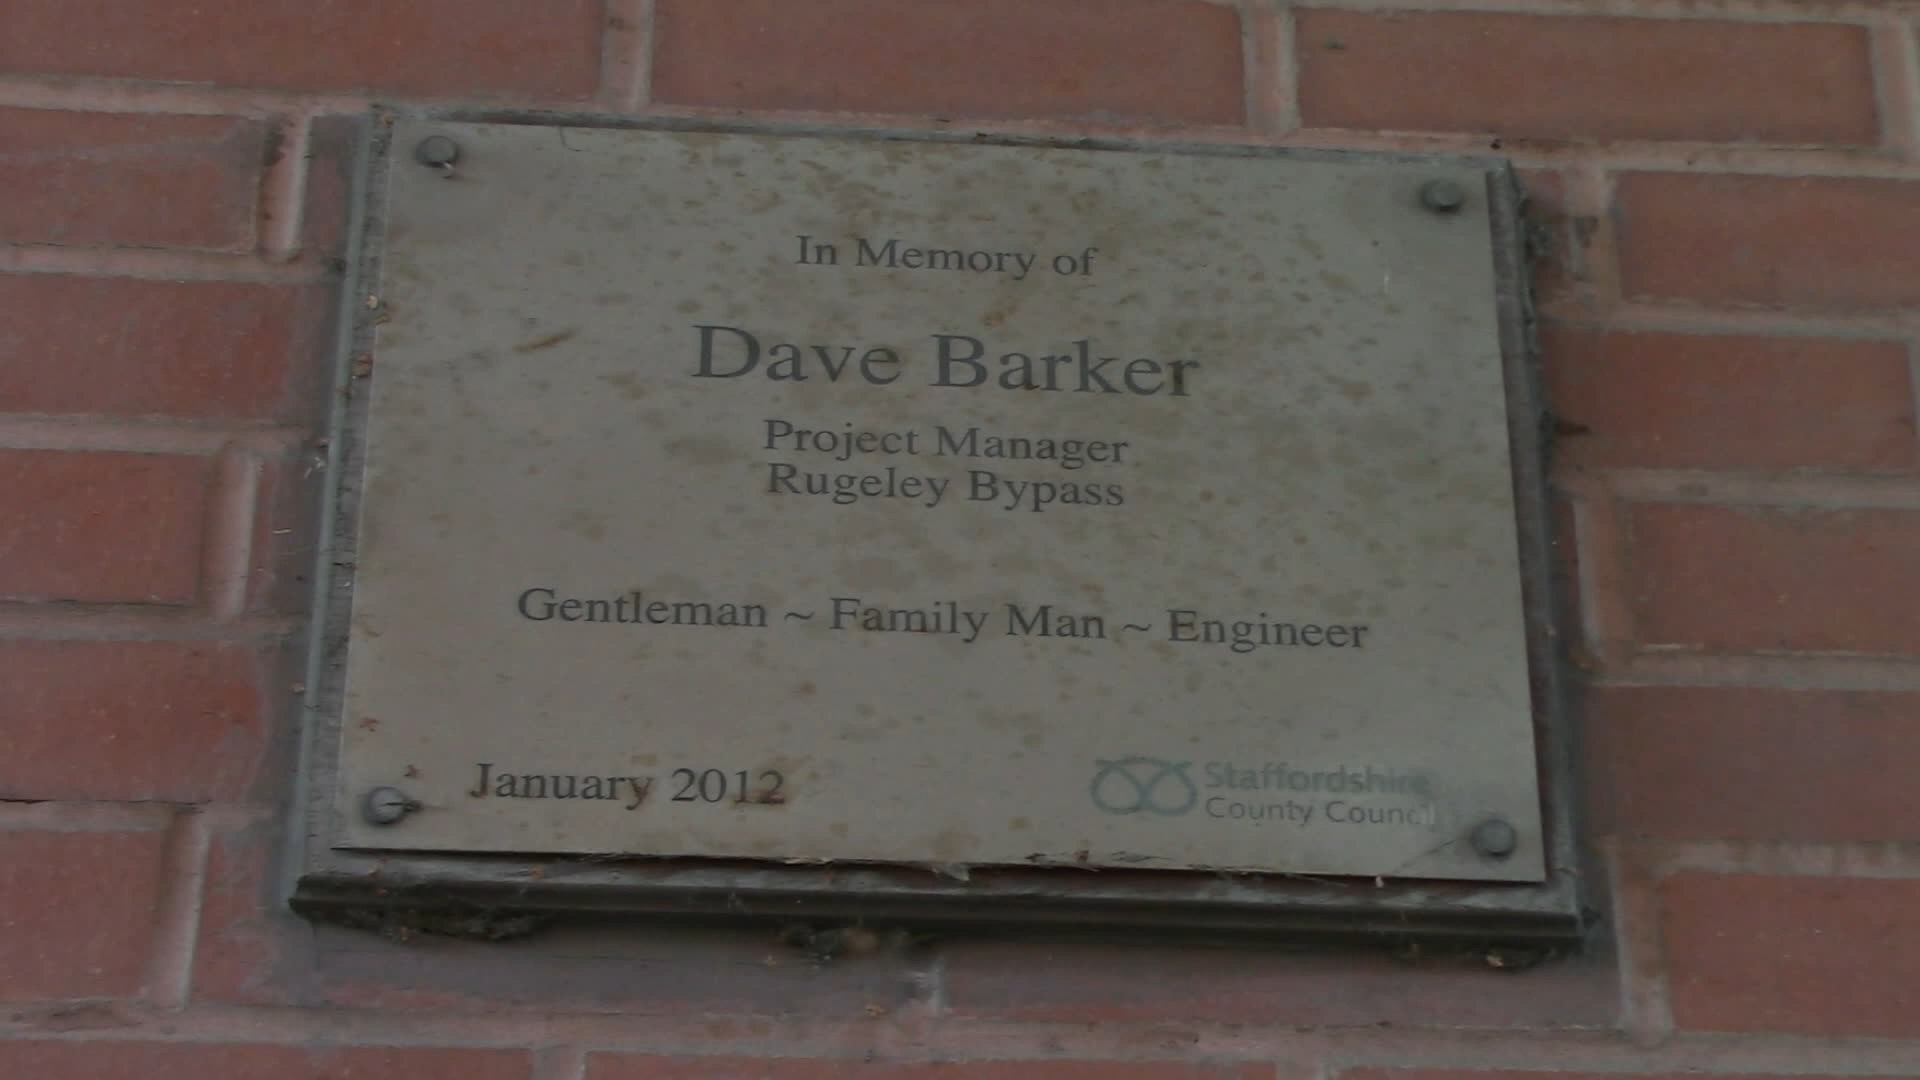 In Memory of
Dave Barker
Project Manager
Rugeley Bypass
Gentleman ~ Family Man ~ Engineer
January 2012
Staffordshire
County Council